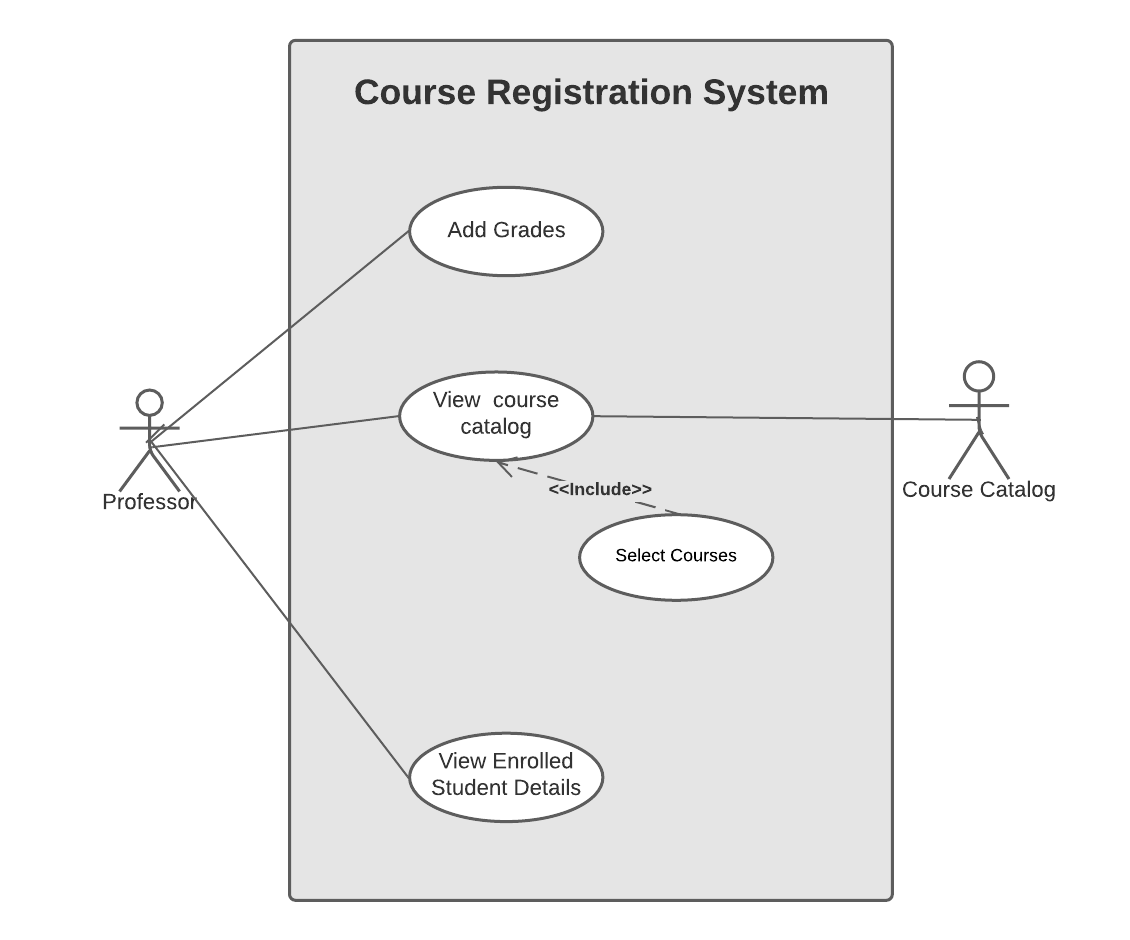 Course Registration System
Add Grades
View  course
catalog
Professor
Course Catalog
<<Include>>
Select Courses
View Enrolled
Student Details